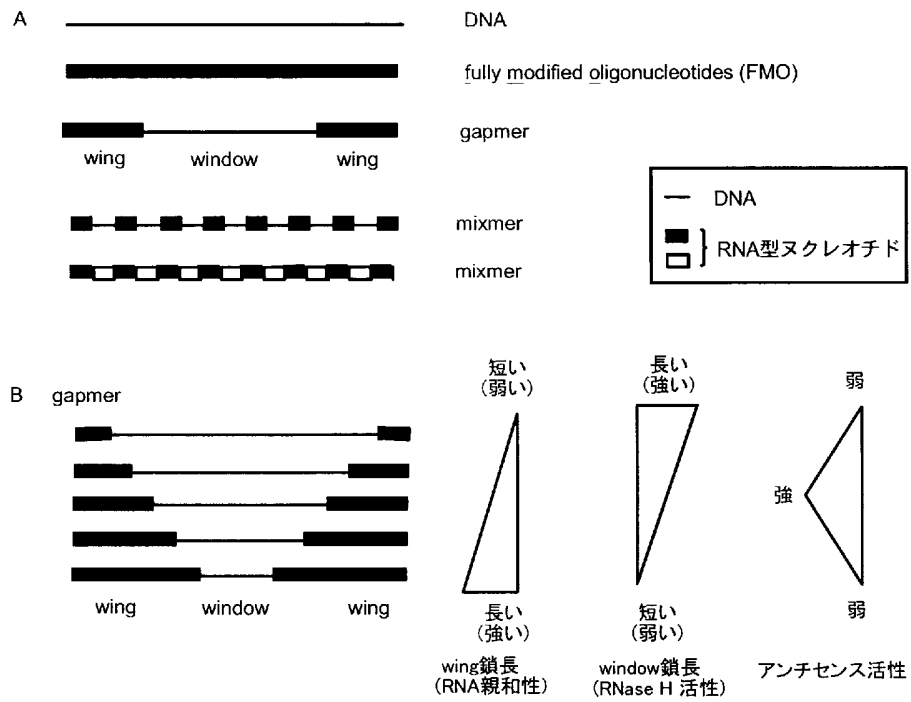 A
DNA
fully modified oligonucleotides (FMO)
gapmer
wing window wing
mixmer
mixmer
DNA
RNA型ヌクレオチド
B gapmer
wing window wing
短い
(弱い)
長い
(強い)
wing鎖長
(RNA親和性)
長い
(強い)
短い
(弱い)
window鎖長
(RNase H 活性)
弱
強
弱
アンチセンス活性